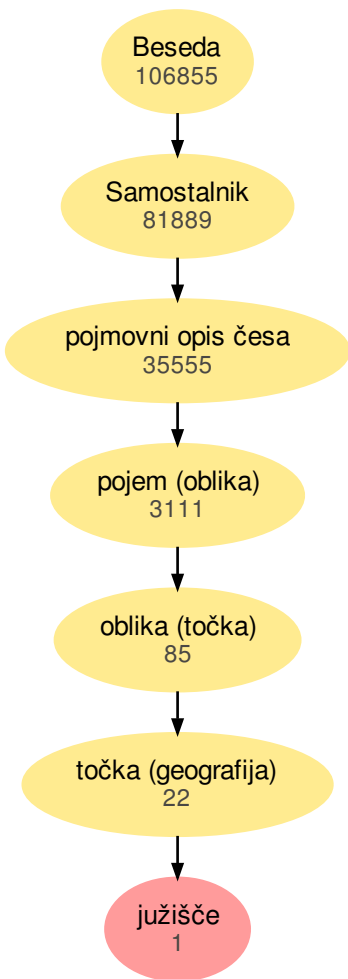 Beseda
106855
Samostalnik
81889
pojmovni opis česa
35555
pojem (oblika)
3111
oblika (točka)
85
točka (geografija)
22
južišče
1